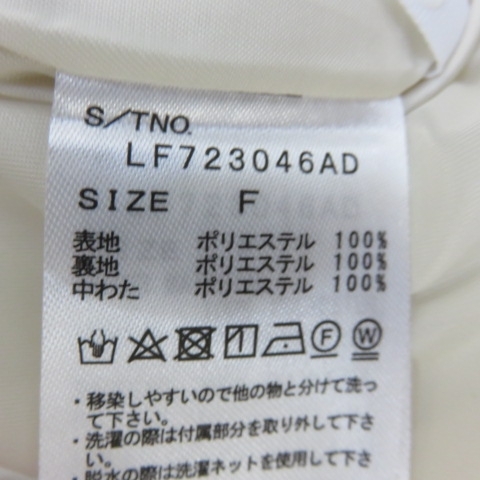 S/TNO.
LF723046AD
SIZE F
表地 ポリエステル 100%
裏地 ポリエステル 100%
中わた ポリエステル 100%
F W
・移染しやすいので他の物と分けて洗っ
て下さい。
・洗濯の際は付属部分を取り外して下さ
い。
・脱水の際は洗濯ネットを使用して下さ